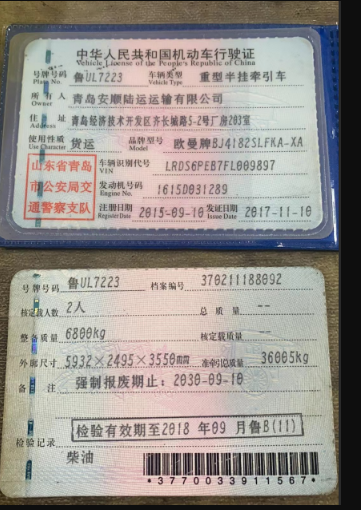 中华人民共和国机动车行驶证
Vehicle License of the People's Republic of China
号牌号码 鲁UL7223 车辆类型 重型半挂牵引车
Plate No. Vehicle Type
所有人 青岛安顺陆运运输有限公司
Owner
住址 青岛经济技术开发区齐长城路5-2号厂房203室
Address
使用性质 货运 品牌型号 欧曼牌BJ4182SLFKA-XA
Use Character Model
山东省青岛
市公安局交
通警察支队
车辆识别代号 LRDS6PEB7FL009897
VIN
发动机号码 1615D031289
Engine No.
注册日期 2015-09-10 发证日期 2017-11-10
Register Date Issue Date
号牌号码 鲁UL7223 档案编号 370211188092
核定载人数 2人 总质量 --
整备质量 6800kg 核定载质量 --
外廓尺寸 5932×2495×3550mm 准牵引总质量 36005kg
备注 强制报废期止：2030-09-10
检验有效期至2018年09月鲁B(11)
检验记录
柴油
*3770033911567*